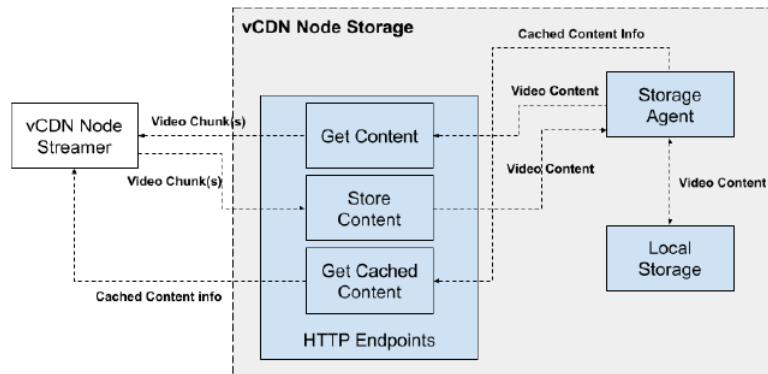 vCDN Node Storage
Cached Content Info
Video Chunk(s)
Get Content
Video Content
Storage
Agent
vCDN Node
Streamer
Video Chunk(s)
Store
Content
Video Content
Video Content
Get Cached
Content
Local
Storage
Cached Content info
HTTP Endpoints